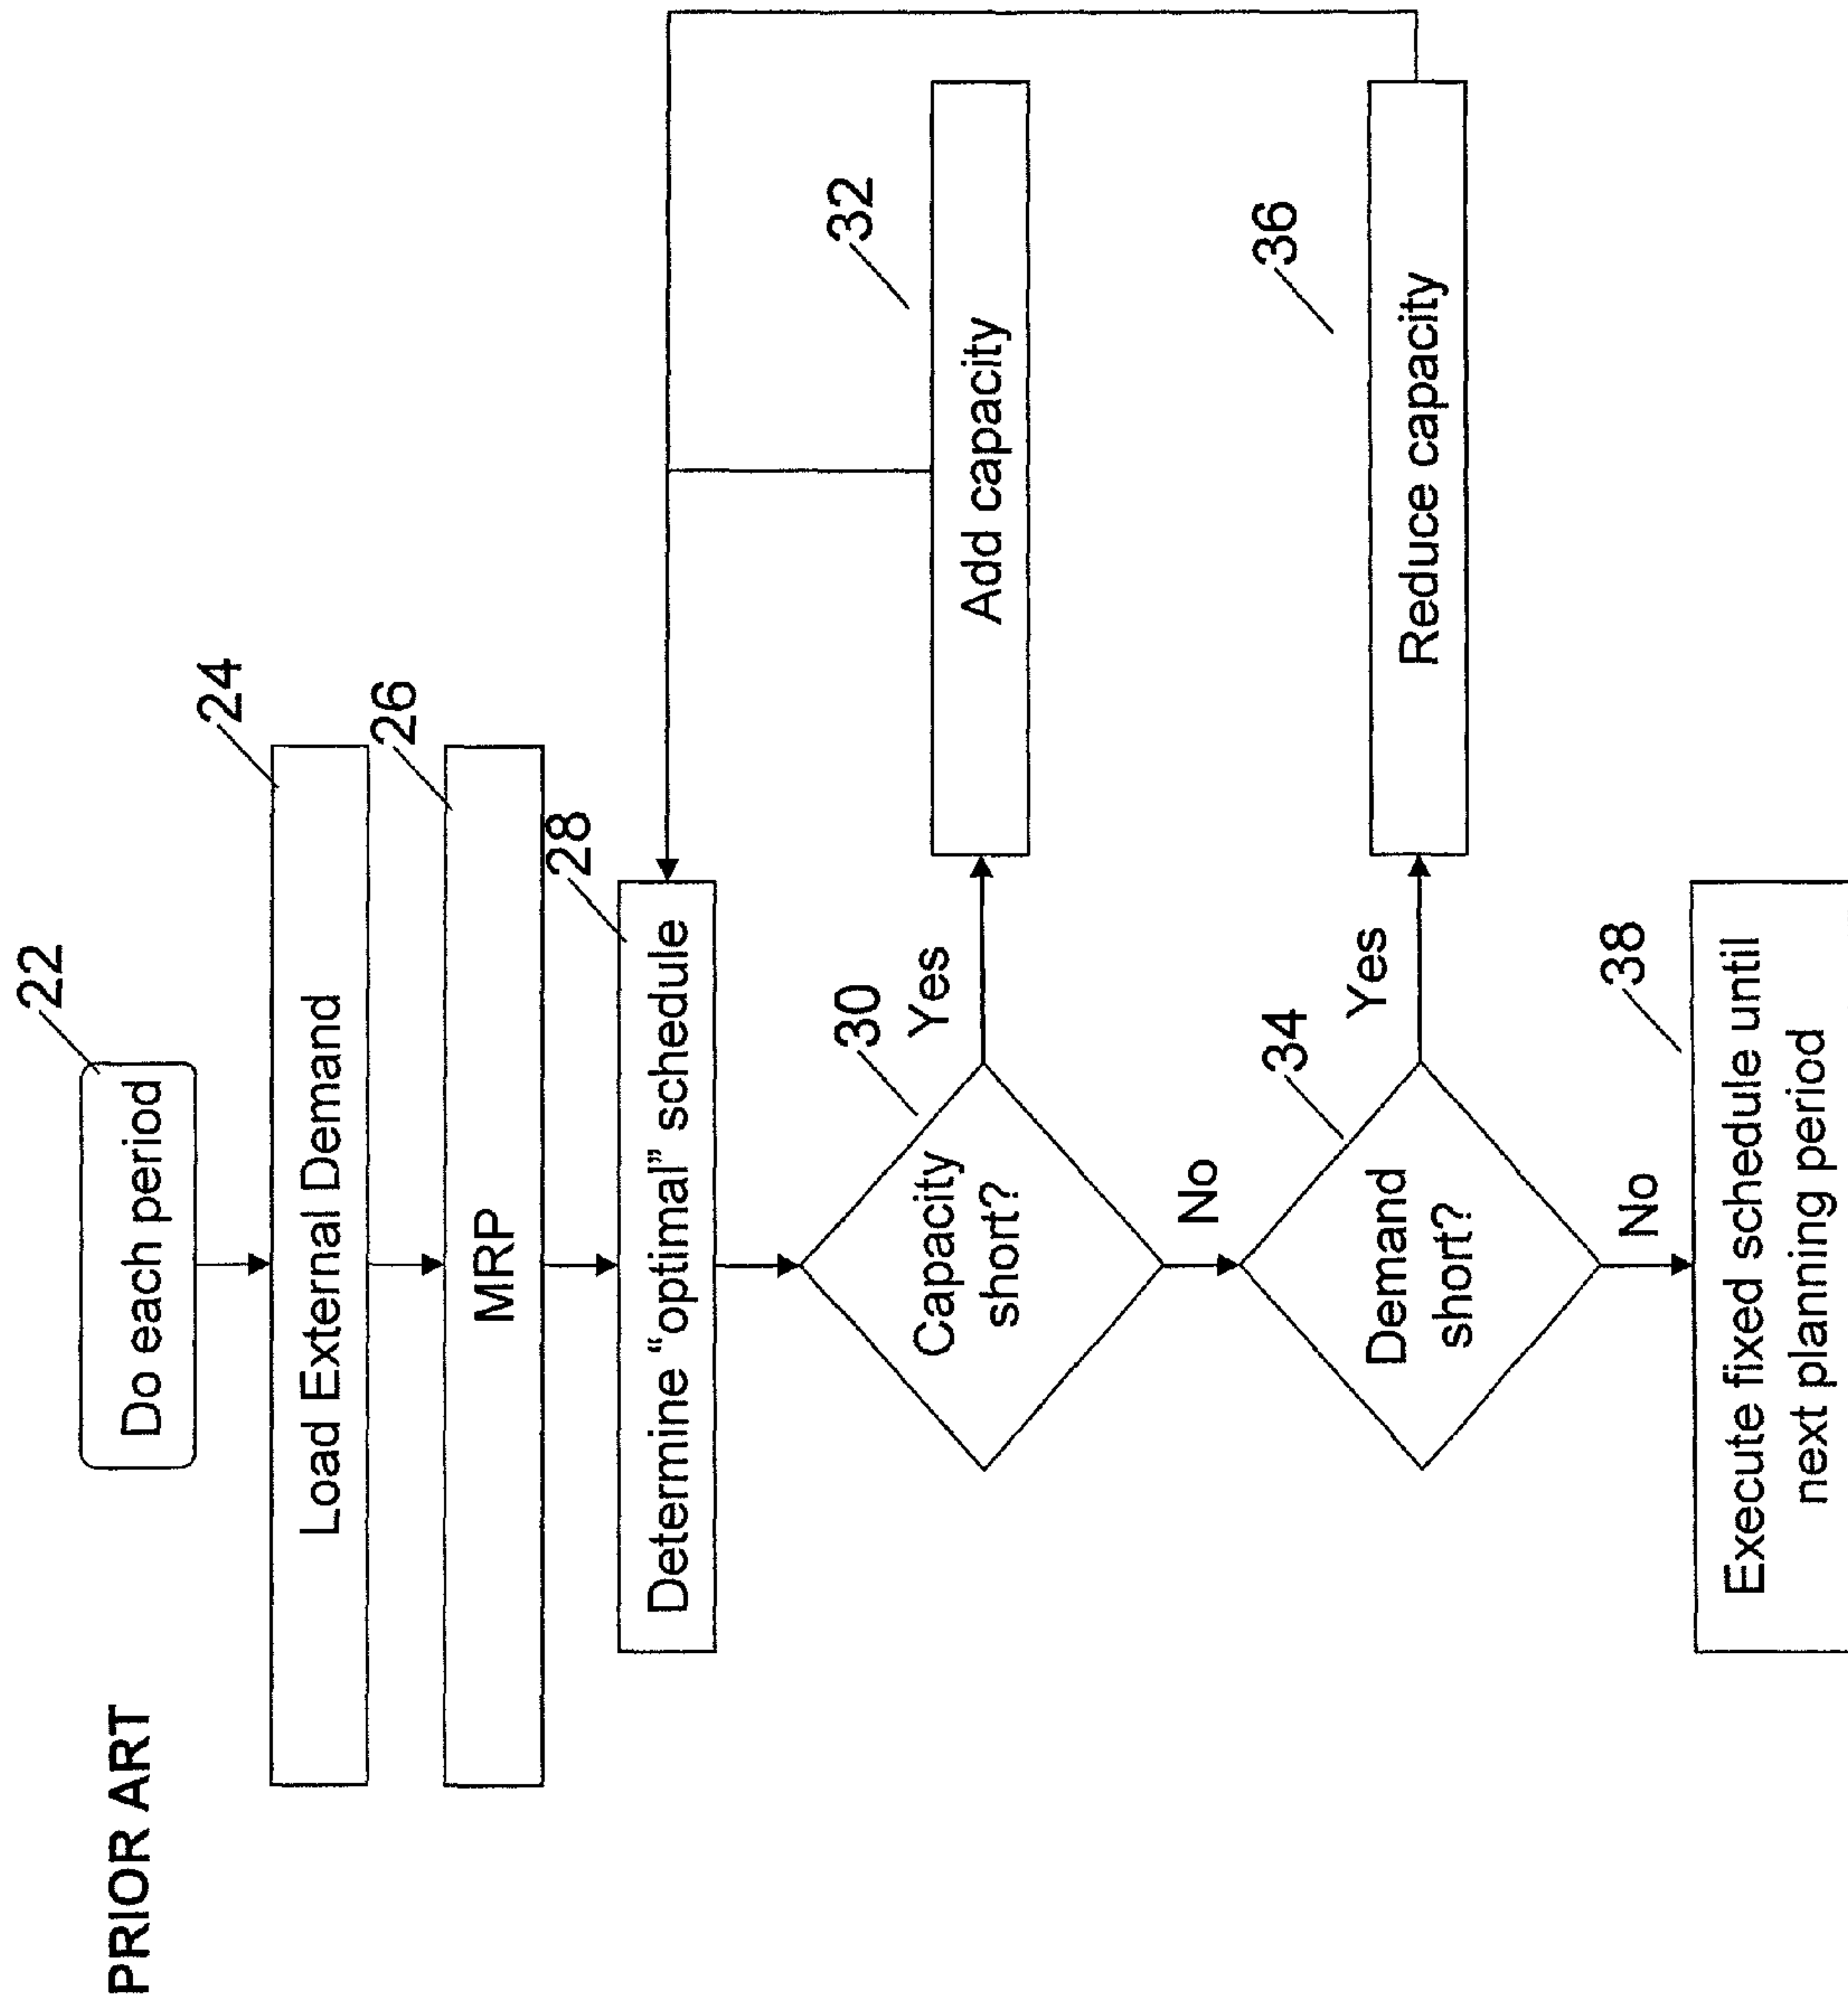 PRIOR ART
22
Do each period
24
Load External Demand
26
MRP
28
Determine “optimal” schedule
30
Capacity
short?
Yes
32
Add capacity
No
34
Demand
short?
Yes
36
Reduce capacity
No
38
Execute fixed schedule until
next planning period